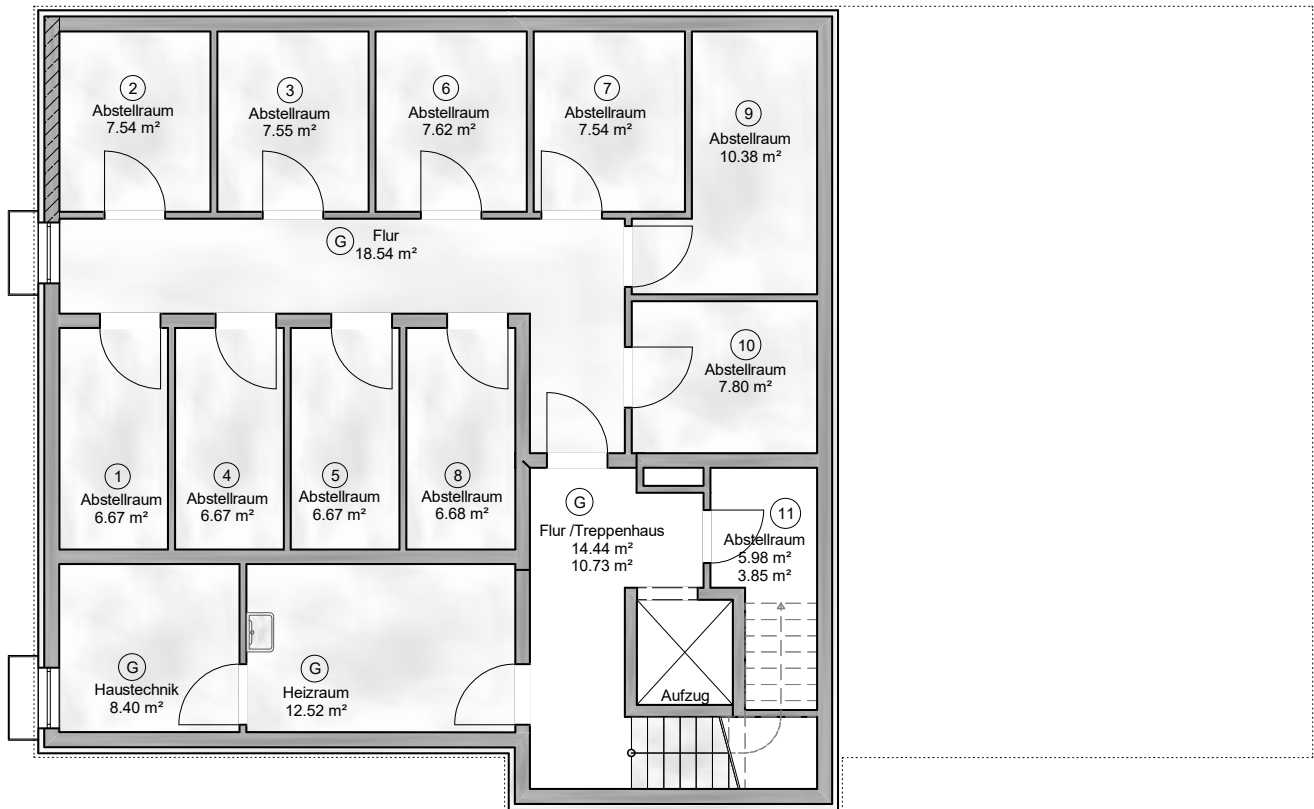 2
Abstellraum
7.54 m²
3
Abstellraum
7.55 m²
6
Abstellraum
7.62 m²
7
Abstellraum
7.54 m²
9
Abstellraum
10.38 m²
G
Flur
18.54 m²
10
Abstellraum
7.80 m²
1
Abstellraum
6.67 m²
4
Abstellraum
6.67 m²
5
Abstellraum
6.67 m²
8
Abstellraum
6.68 m²
G
Flur /Treppenhaus
14.44 m²
10.73 m²
11
Abstellraum
5.98 m²
3.85 m²
G
Haustechnik
8.40 m²
G
Heizraum
12.52 m²
Aufzug